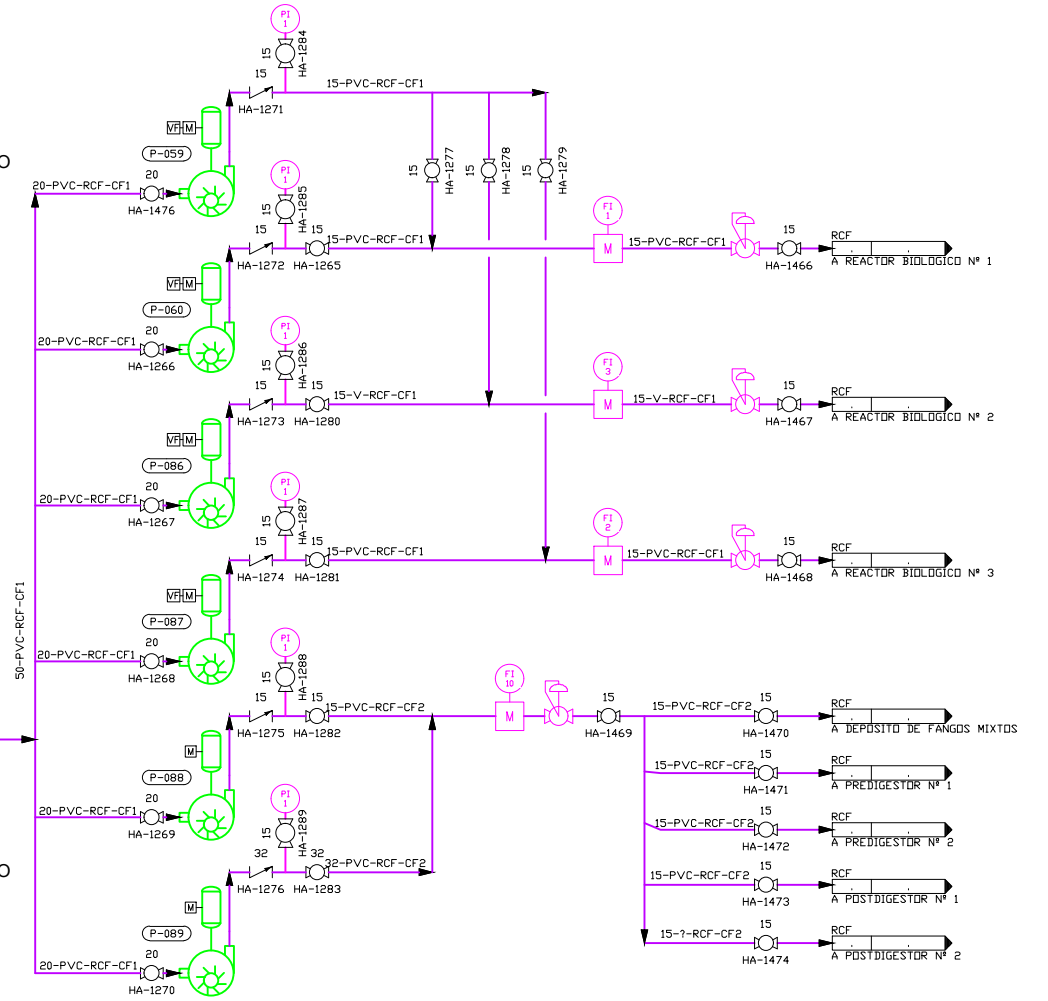 PI
1
15
HA-1284
15
HA-1271
15-PVC-RCF-CF1
VF
M
P-059
20-PVC-RCF-CF1
20
HA-1476
15
HA-1277
15
HA-1278
15
HA-1279
O
PI
1
15
HA-1285
15
HA-1272
15
HA-1265
15-PVC-RCF-CF1
FI
1
M
15-PVC-RCF-CF1
15
HA-1466
RCF
A REACTOR BIOLOGICO Nº 1
VF
M
P-060
20-PVC-RCF-CF1
20
HA-1266
PI
1
15
HA-1286
15
HA-1273
15
HA-1280
15-V-RCF-CF1
FI
3
M
15-V-RCF-CF1
15
HA-1467
RCF
A REACTOR BIOLOGICO Nº 2
VF
M
P-086
20-PVC-RCF-CF1
20
HA-1267
PI
1
15
HA-1287
15
HA-1274
15
HA-1281
15-PVC-RCF-CF1
FI
2
M
15-PVC-RCF-CF1
15
HA-1468
RCF
A REACTOR BIOLOGICO Nº 3
50-PVC-RCF-CF1
VF
M
P-087
20-PVC-RCF-CF1
20
HA-1268
PI
1
15
HA-1288
15
HA-1275
15
HA-1282
15-PVC-RCF-CF2
FI
10
M
15
HA-1469
15-PVC-RCF-CF2
15
HA-1470
RCF
A DEPOSITO DE FANGOS MIXTOS
M
P-088
20-PVC-RCF-CF1
20
HA-1269
15-PVC-RCF-CF2
15
HA-1471
RCF
A PREDIGESTOR Nº 1
15-PVC-RCF-CF2
15
HA-1472
RCF
A PREDIGESTOR Nº 2
O
PI
1
15
HA-1289
32
HA-1276
32
HA-1283
32-PVC-RCF-CF2
15-PVC-RCF-CF2
15
HA-1473
RCF
A POSTDIGESTOR Nº 1
M
P-089
20-PVC-RCF-CF1
20
HA-1270
15-?-RCF-CF2
15
HA-1474
RCF
A POSTDIGESTOR Nº 2